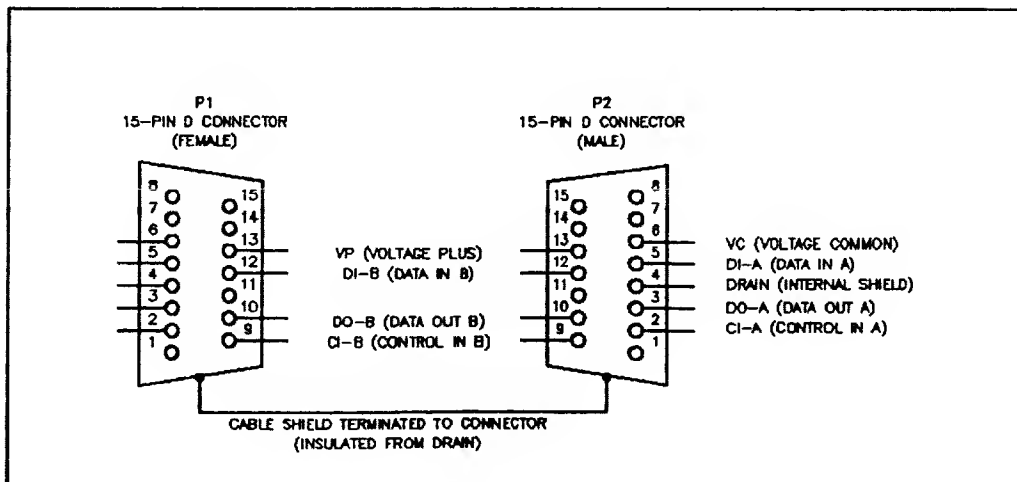 P1
15-PIN D CONNECTOR
(FEMALE)
P2
15-PIN D CONNECTOR
(MALE)
8
7
6
5
4
3
2
1
15
14
13
12
11
10
9
VP (VOLTAGE PLUS)
DI-B (DATA IN B)
DO-B (DATA OUT B)
CI-B (CONTROL IN B)
15
14
13
12
11
10
9
8
7
6
5
4
3
2
1
VC (VOLTAGE COMMON)
DI-A (DATA IN A)
DRAIN (INTERNAL SHIELD)
DO-A (DATA OUT A)
CI-A (CONTROL IN A)
CABLE SHIELD TERMINATED TO CONNECTOR
(INSULATED FROM DRAIN)